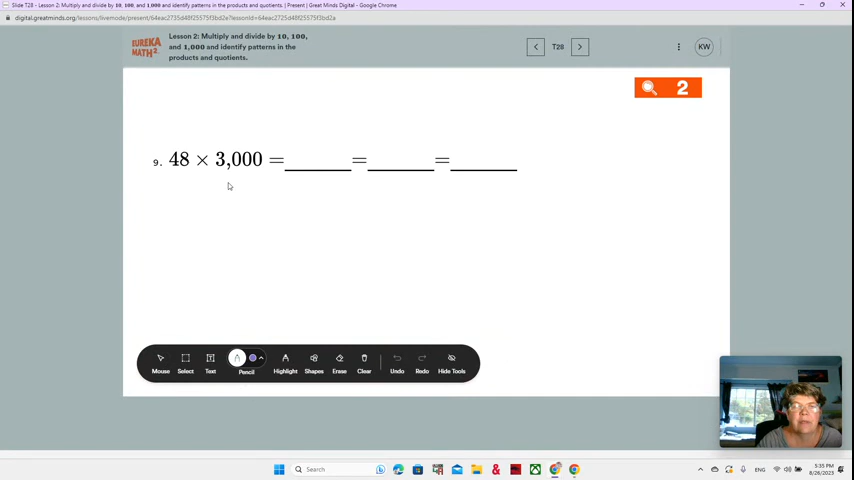 Slide T28 - Lesson 2: Multiply and divide by 10, 100, and 1,000 and identify patterns in the products and quotients. | Present | Great Minds Digital - Google Chrome
digital.greatminds.org/lessons/livemode/present/64eac2735d48f25575f3bd2e?lessonId=64eac2725d48f25575f3bd2a
EUREKA MATH²
Lesson 2: Multiply and divide by 10, 100,
and 1,000 and identify patterns in the
products and quotients.
T28
KW
2
9. 48 × 3,000 = ______ = ______ = ______
Mouse Select Text Pencil Highlight Shapes Erase Clear Undo Redo Hide Tools
Search
ENG
5:35 PM
8/26/2023